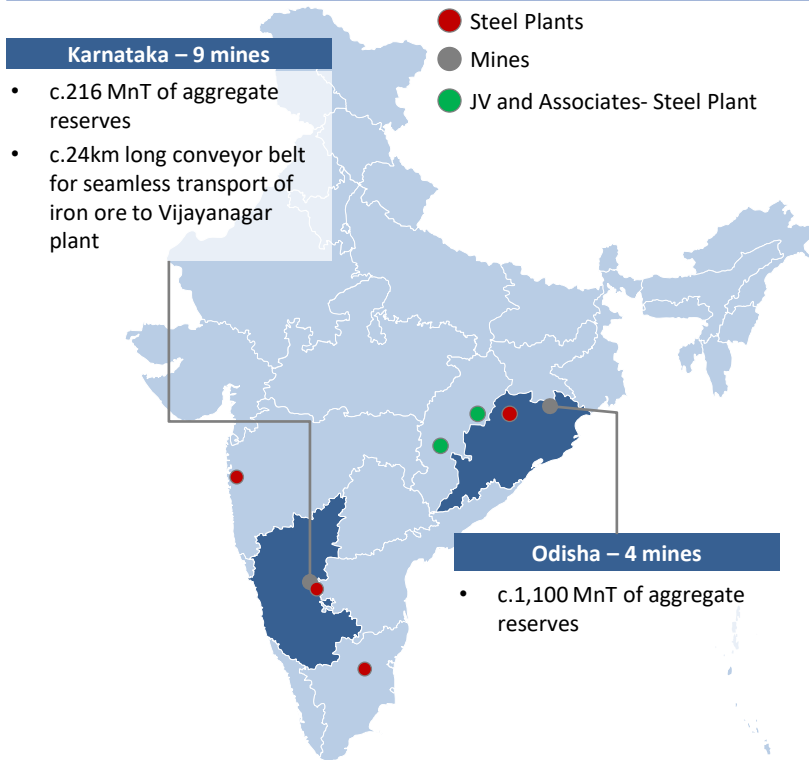 Steel Plants
Mines
JV and Associates- Steel Plant
Karnataka – 9 mines
• c.216 MnT of aggregate
reserves
• c.24km long conveyor belt
for seamless transport of
iron ore to Vijayanagar
plant
Odisha – 4 mines
• c.1,100 MnT of aggregate
reserves